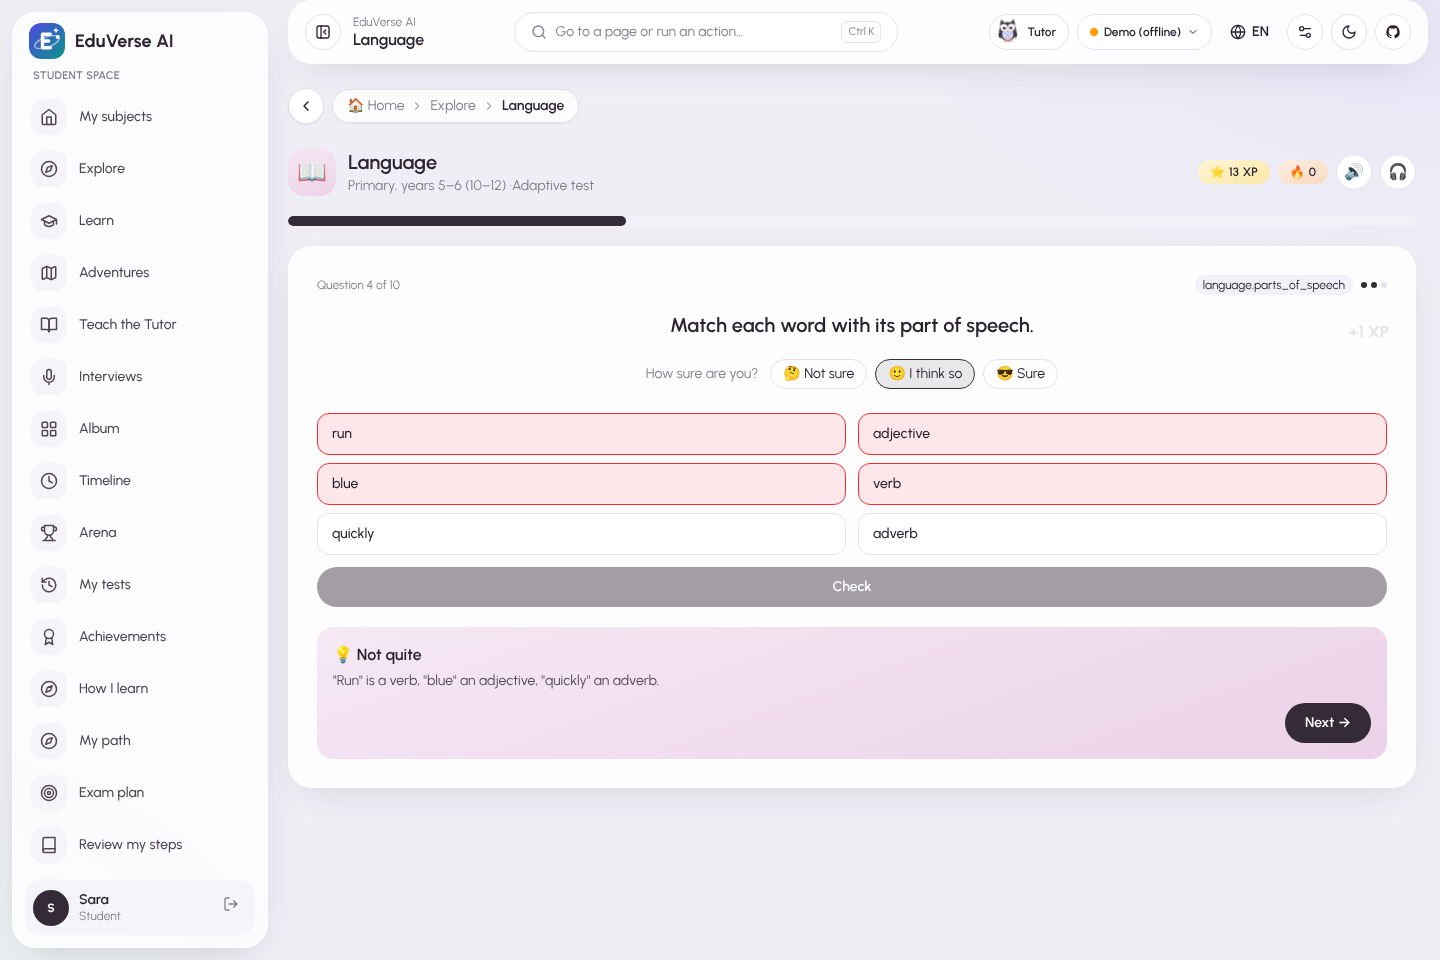 EduVerse AI
STUDENT SPACE
My subjects
Explore
Learn
Adventures
Teach the Tutor
Interviews
Album
Timeline
Arena
My tests
Achievements
How I learn
My path
Exam plan
Review my steps
S
Sara
Student
EduVerse AI
Language
Go to a page or run an action...
Ctrl K
Tutor
Demo (offline)
EN
Home
Explore
Language
Language
Primary, years 5–6 (10–12) ·Adaptive test
13 XP
0
Question 4 of 10
language.parts_of_speech
Match each word with its part of speech.
+1 XP
How sure are you?
Not sure
I think so
Sure
run
adjective
blue
verb
quickly
adverb
Check
Not quite
"Run" is a verb, "blue" an adjective, "quickly" an adverb.
Next →